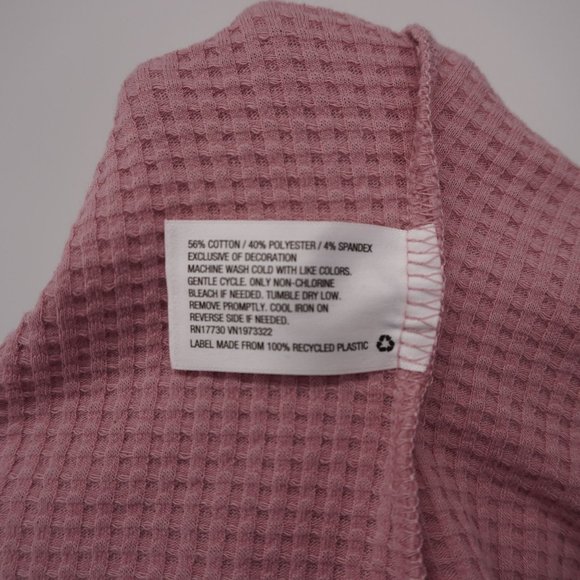 56% COTTON / 40% POLYESTER / 4% SPANDEX
EXCLUSIVE OF DECORATION
MACHINE WASH COLD WITH LIKE COLORS.
GENTLE CYCLE. ONLY NON-CHLORINE
BLEACH IF NEEDED. TUMBLE DRY LOW.
REMOVE PROMPTLY. COOL IRON ON
REVERSE SIDE IF NEEDED.
RN17730 VN1973322
LABEL MADE FROM 100% RECYCLED PLASTIC